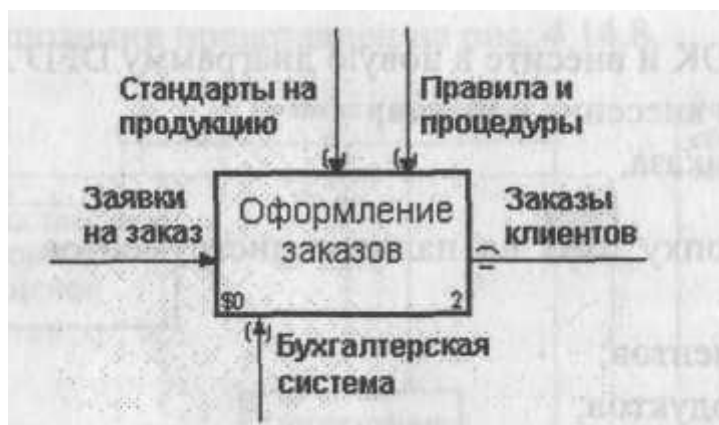 Стандарты на
продукцию
Правила и
процедуры
Заявки
на заказ
Оформление
заказов
$0
2
Заказы
клиентов
Бухгалтерская
система